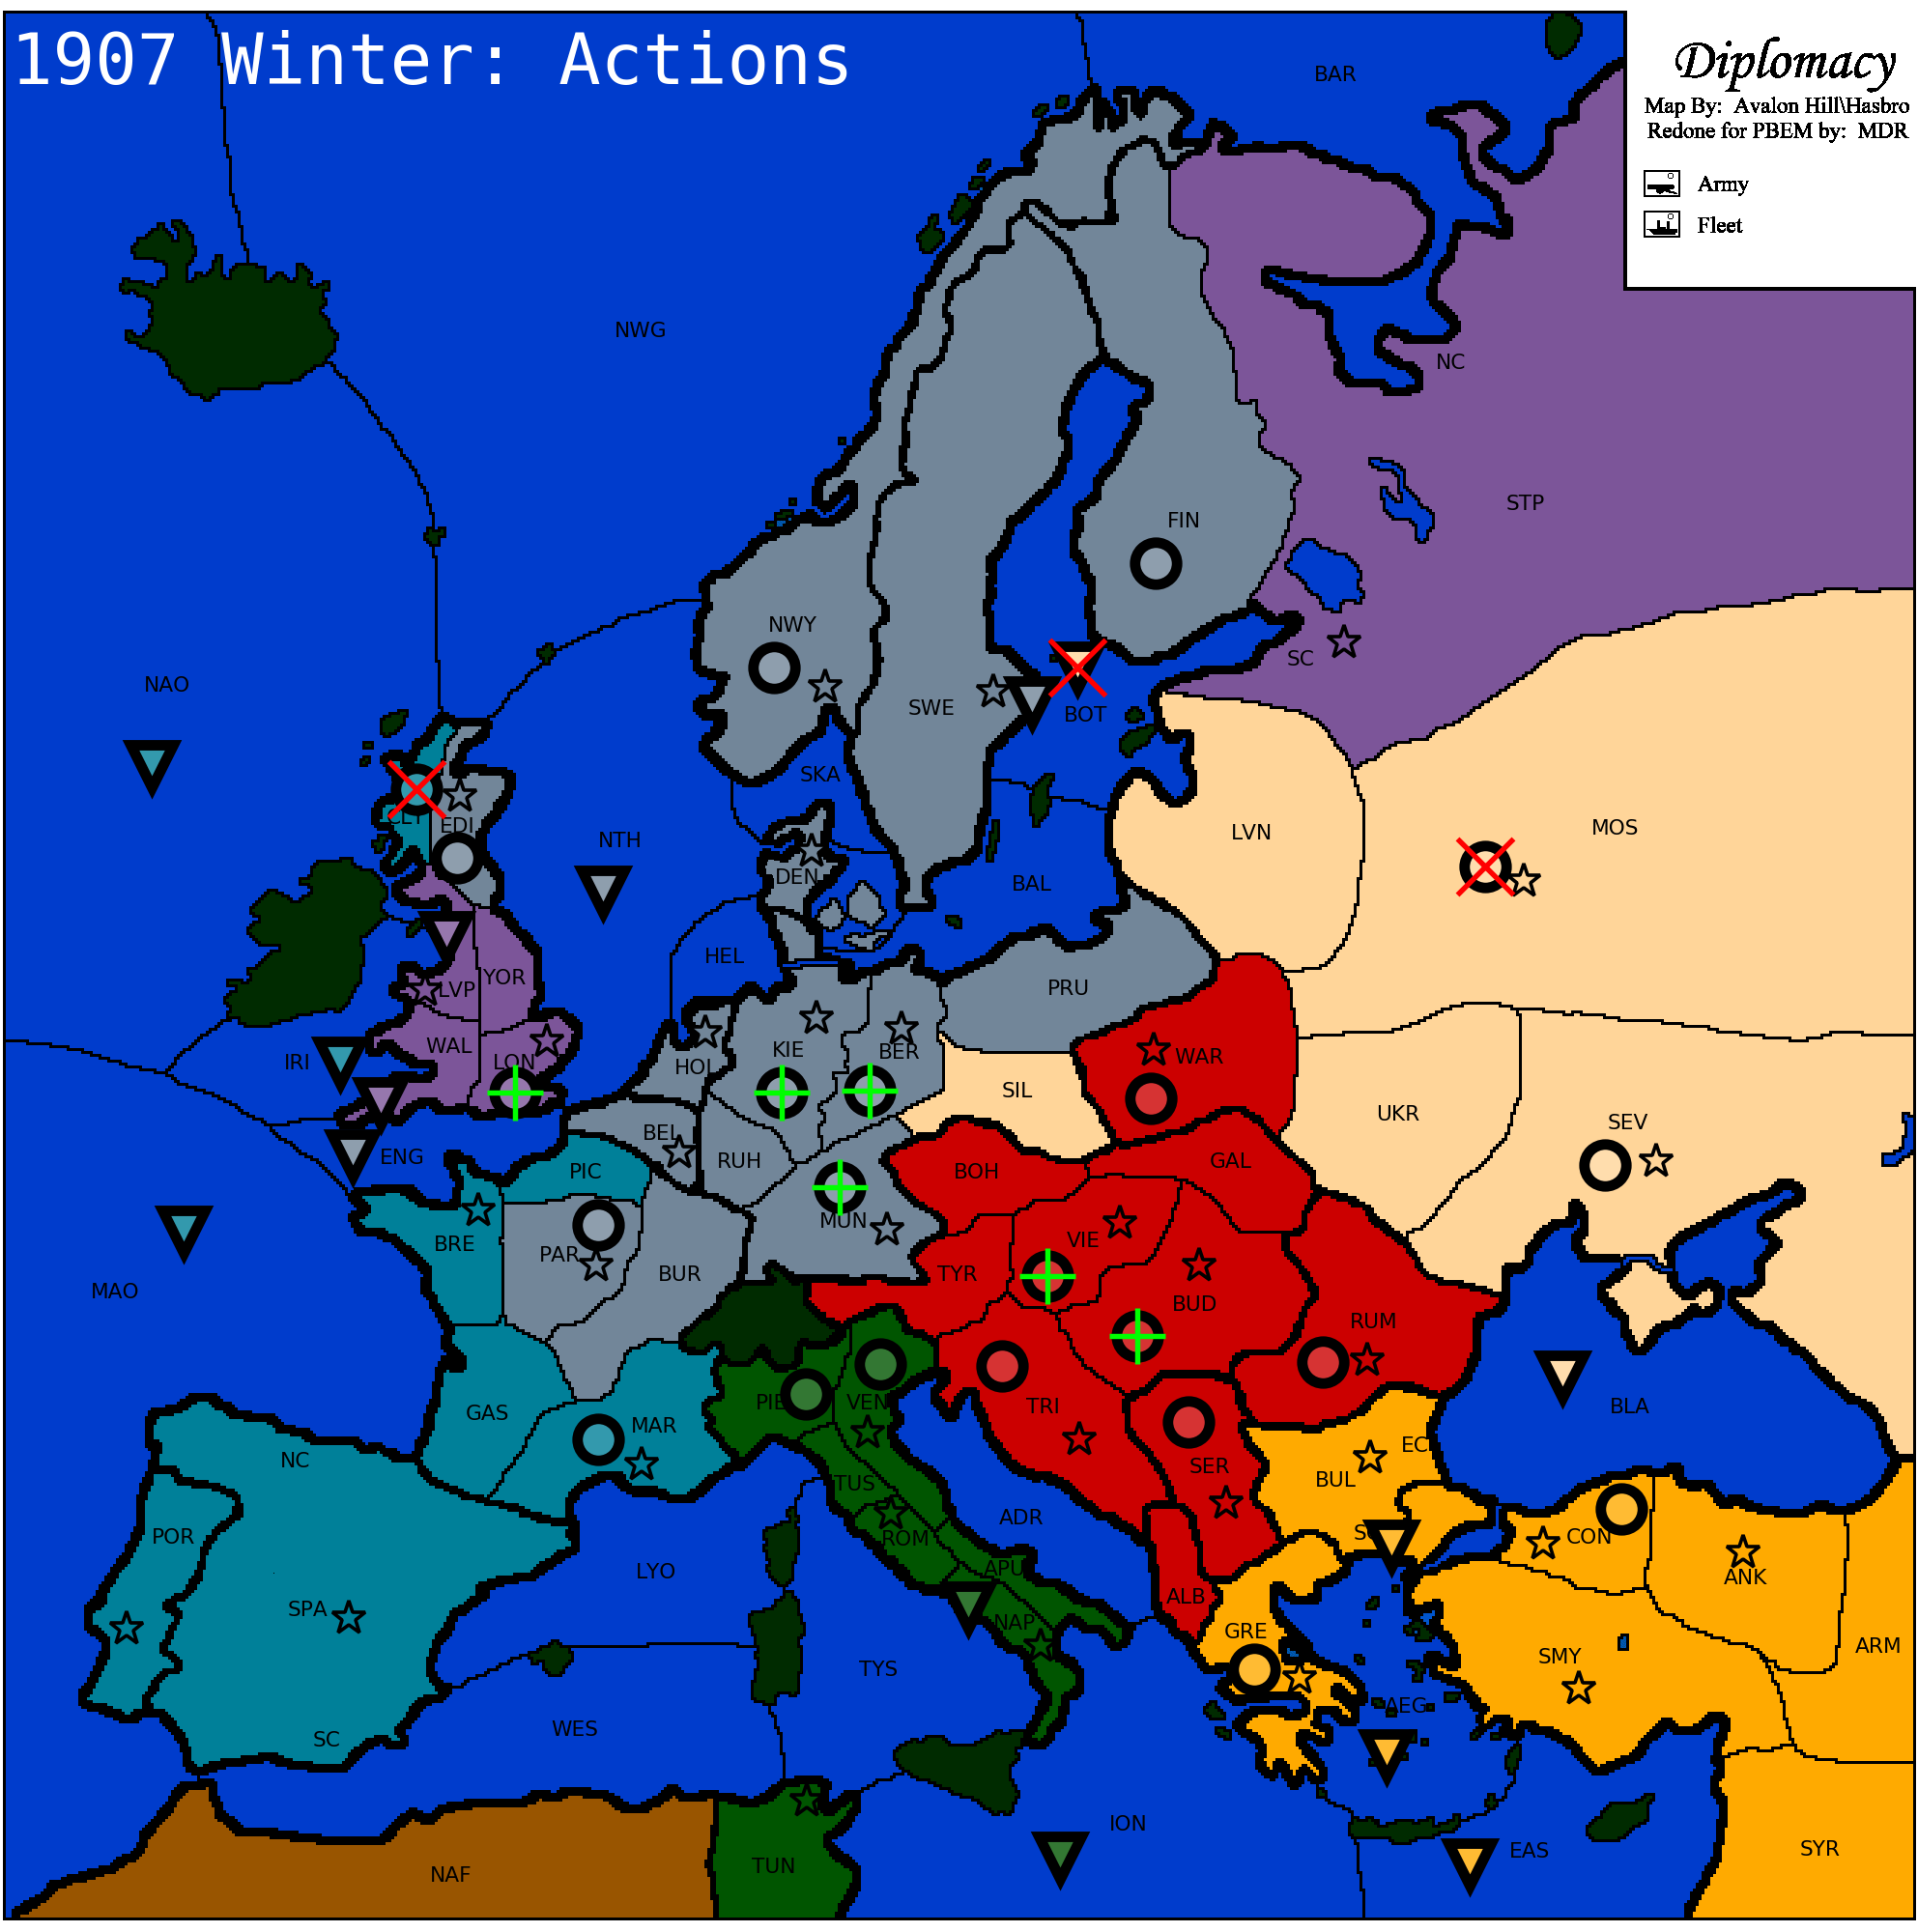 1907 Winter: Actions
Diplomacy
Map By: Avalon Hill\Hasbro
Redone for PBEM by: MDR
Army
Fleet
BAR
NWG
NC
STP
FIN
NWY
SC
NAO
SWE
BOT
SKA
CLY
EDI
NTH
LVN
MOS
DEN
BAL
HEL
YOR
LVP
PRU
WAL
LON
IRI
HOL
KIE
BER
WAR
SIL
UKR
SEV
BEL
RUH
ENG
PIC
BOH
GAL
MUN
BRE
PAR
BUR
TYR
VIE
BUD
MAO
RUM
PIE
VEN
TRI
BLA
GAS
MAR
NC
TUS
SER
BUL
EC
POR
ROM
ADR
CON
APU
ANK
LYO
SPA
NAP
ALB
GRE
SMY
ARM
TYS
AEG
WES
SC
ION
EAS
SYR
TUN
NAF